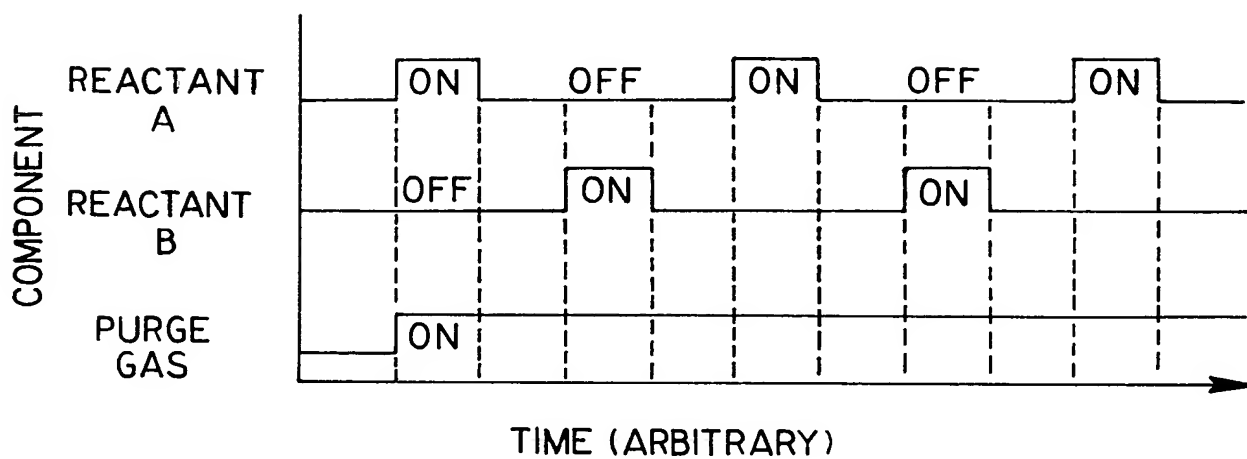 COMPONENT
REACTANT
A
ON
OFF
ON
OFF
ON
REACTANT
B
OFF
ON
ON
PURGE
GAS
ON
TIME (ARBITRARY)